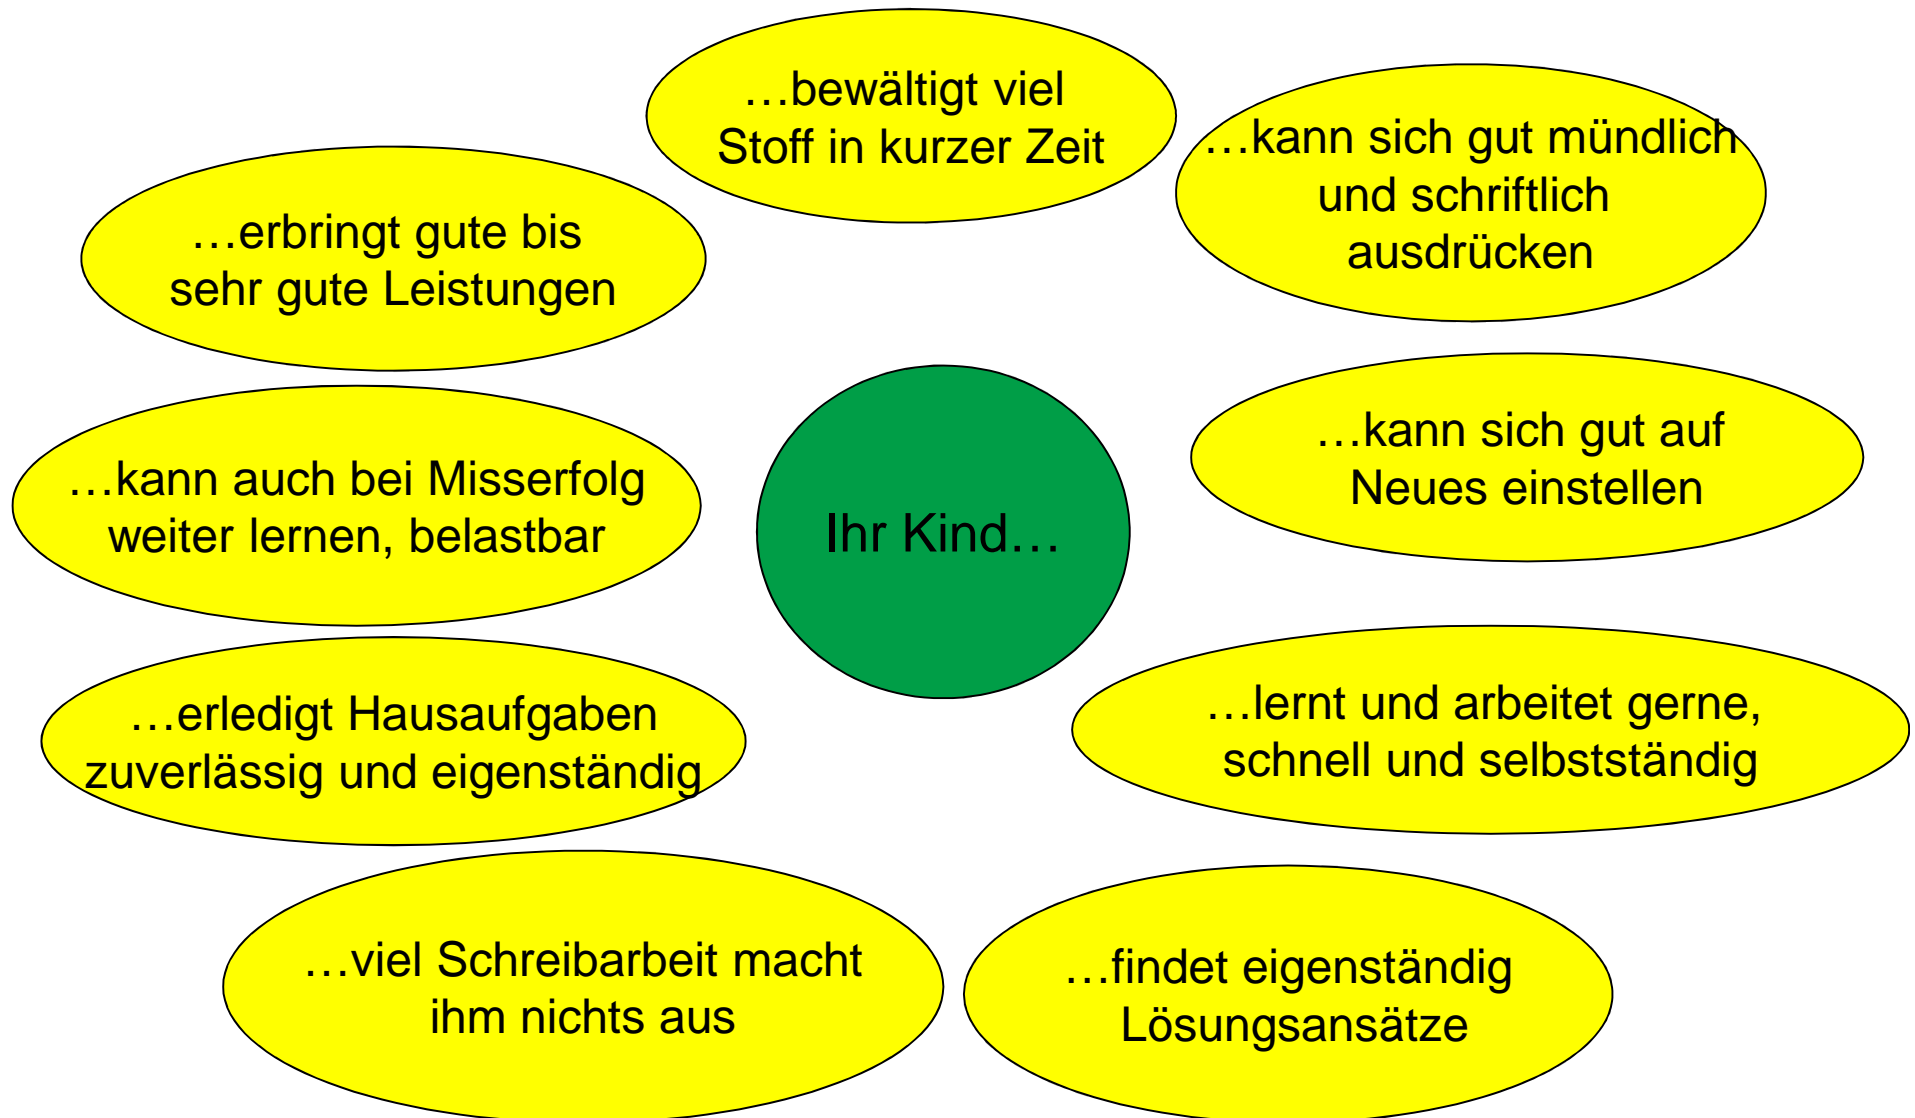 …bewältigt viel
Stoff in kurzer Zeit
…kann sich gut mündlich
und schriftlich
ausdrücken
…erbringt gute bis
sehr gute Leistungen
…kann sich gut auf
Neues einstellen
…kann auch bei Misserfolg
weiter lernen, belastbar
Ihr Kind…
…lernt und arbeitet gerne,
schnell und selbstständig
…erledigt Hausaufgaben
zuverlässig und eigenständig
…viel Schreibarbeit macht
ihm nichts aus
…findet eigenständig
Lösungsansätze